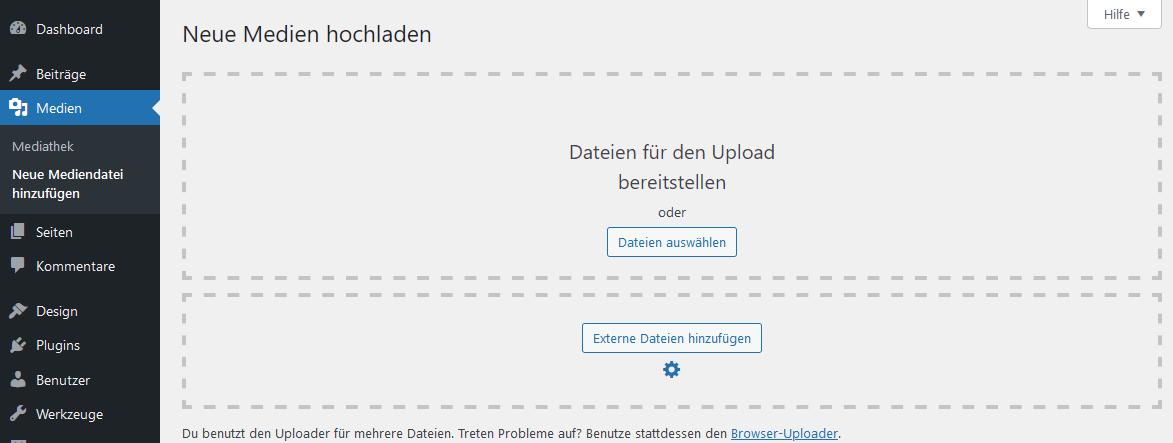 Dashboard
Beiträge
Medien
Mediathek
Neue Mediendatei
hinzufügen
Seiten
Kommentare
Design
Plugins
Benutzer
Werkzeuge
Hilfe
Neue Medien hochladen
Dateien für den Upload
bereitstellen
oder
Dateien auswählen
Externe Dateien hinzufügen
Du benutzt den Uploader für mehrere Dateien. Treten Probleme auf? Benutze stattdessen den Browser-Uploader.